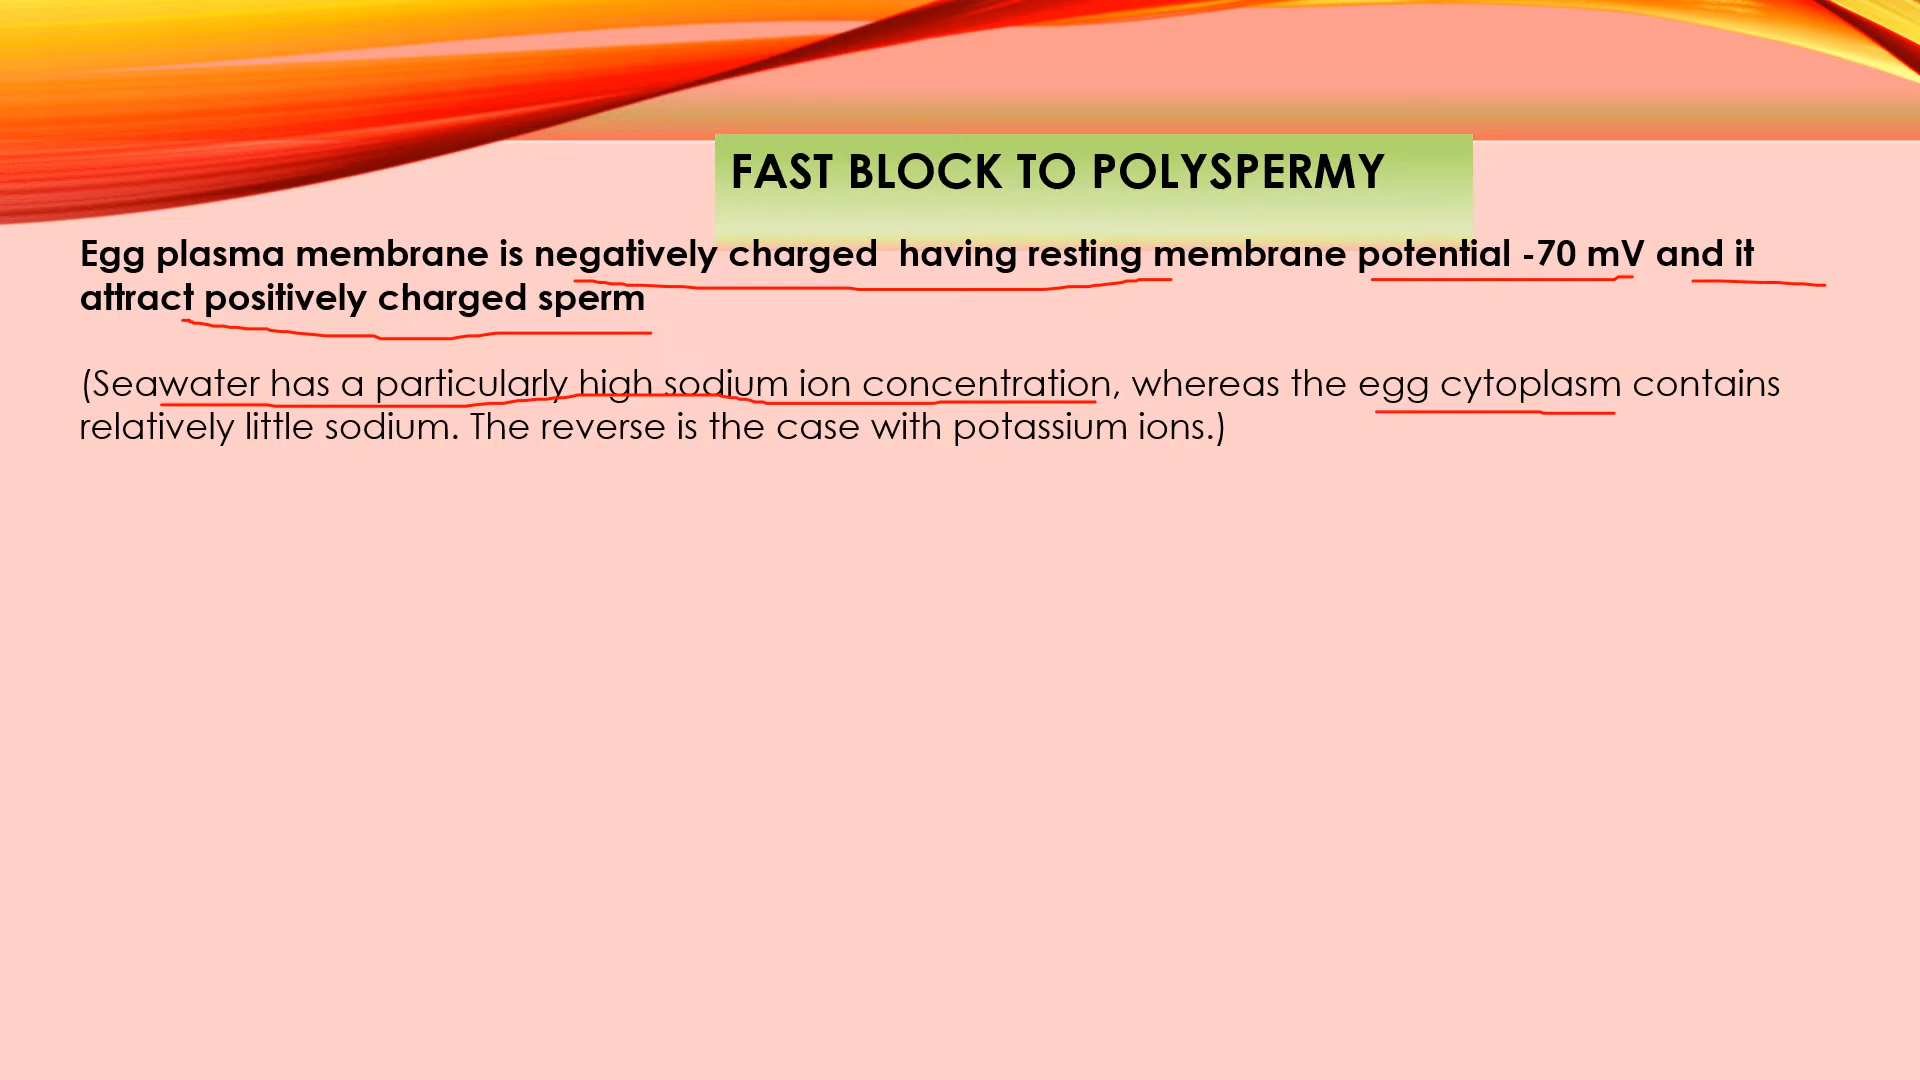 FAST BLOCK TO POLYSPERMY
Egg plasma membrane is negatively charged  having resting membrane potential -70 mV and it
attract positively charged sperm
(Seawater has a particularly high sodium ion concentration, whereas the egg cytoplasm contains
relatively little sodium. The reverse is the case with potassium ions.)